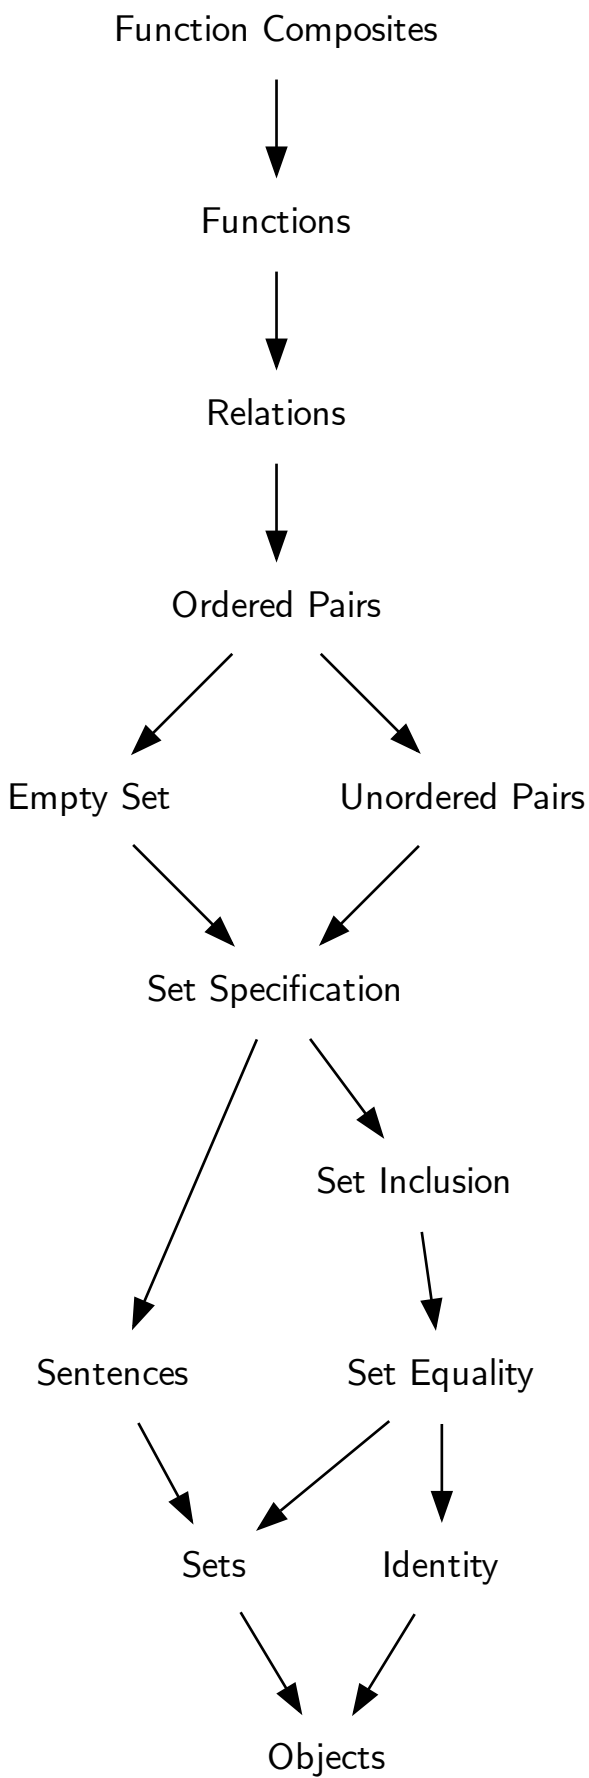 Function Composites
Functions
Relations
Ordered Pairs
Empty Set
Unordered Pairs
Set Specification
Set Inclusion
Sentences
Set Equality
Sets
Identity
Objects